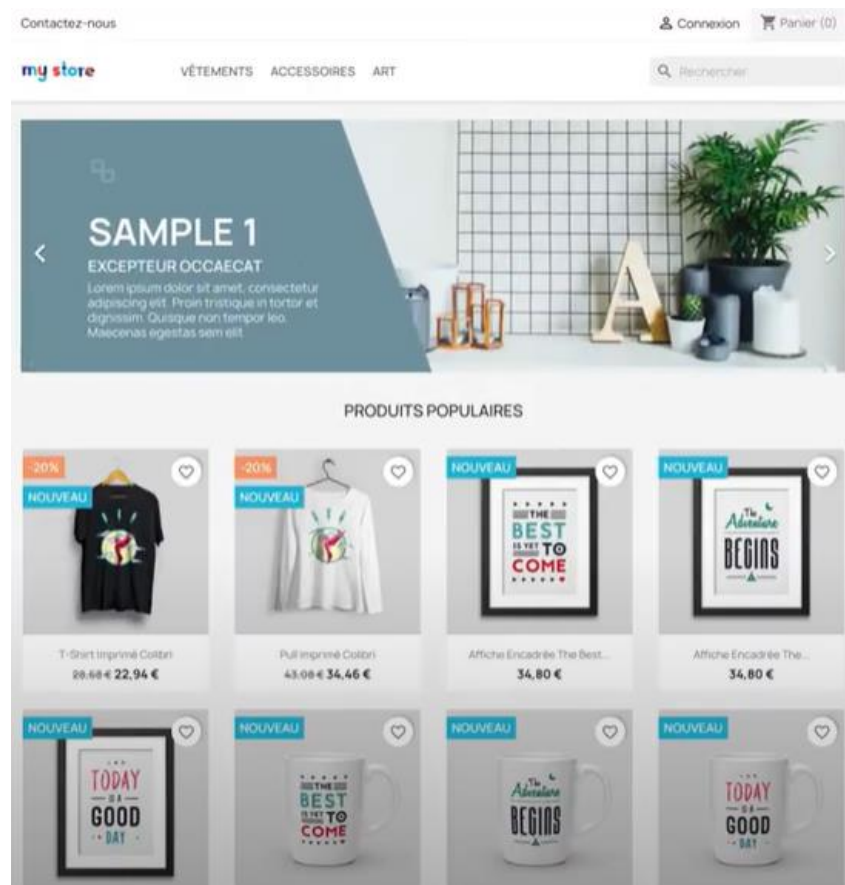 Contactez-nous
Connexion
Panier (0)
my store
VÊTEMENTS ACCESSOIRES ART
Rechercher
SAMPLE 1
EXCEPTEUR OCCAECAT
Lorem ipsum dolor sit amet, consectetur
adipiscing elit. Proin tristique in tortor et
dignissim. Quisque non tempor leo.
Maecenas egestas sem elit
A
PRODUITS POPULAIRES
-20%
NOUVEAU
T-Shirt Imprimé Colibri
28,68 € 22,94 €
-20%
NOUVEAU
Pull Imprimé Colibri
43,08 € 34,46 €
NOUVEAU
THE
BEST
IS YET TO
COME
Affiche Encadrée The Best...
34,80 €
NOUVEAU
The
Adventure
BEGINS
Affiche Encadrée The...
34,80 €
NOUVEAU
TODAY
IS A
GOOD
DAY
NOUVEAU
THE
BEST
IS YET TO
COME
NOUVEAU
The
Adventure
BEGINS
NOUVEAU
TODAY
IS A
GOOD
DAY